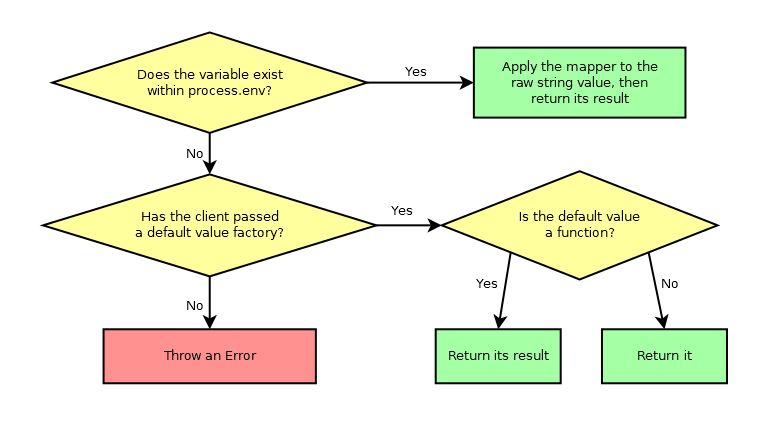 Does the variable exist
within process.env?
Yes
Apply the mapper to the
raw string value, then
return its result
No
Has the client passed
a default value factory?
Yes
Is the default value
a function?
No
Yes
No
Throw an Error
Return its result
Return it